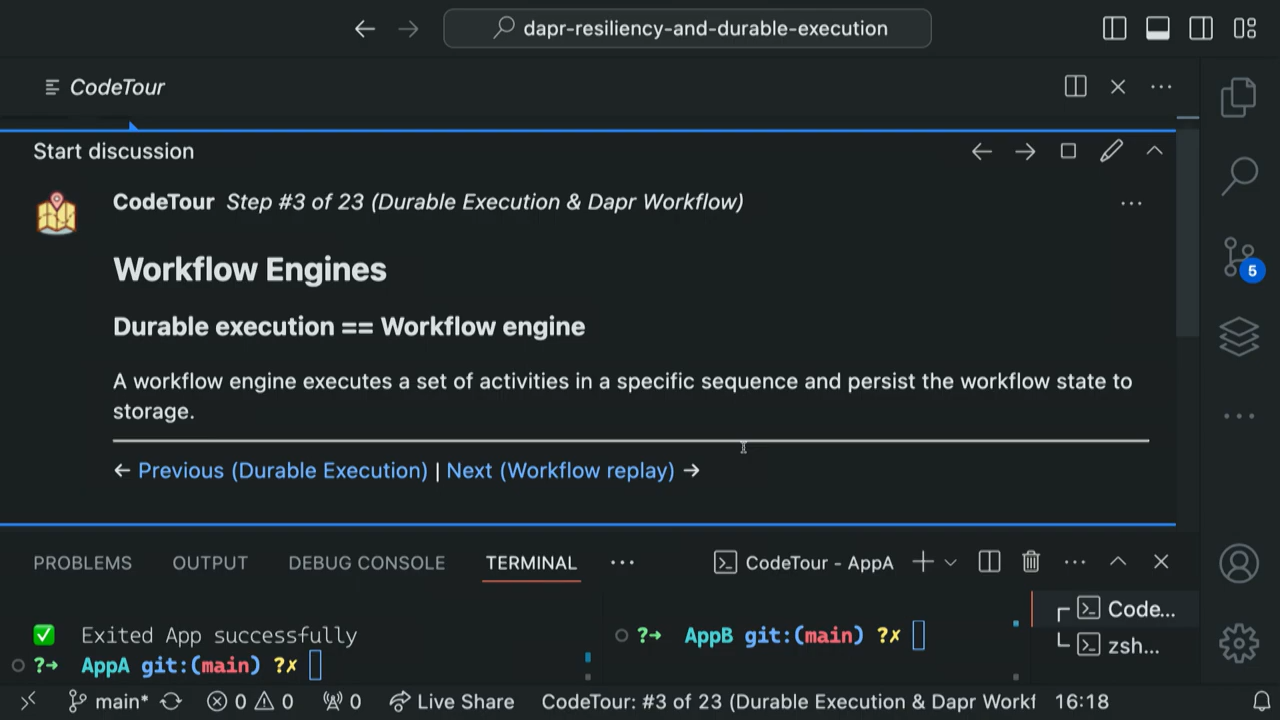 dapr-resiliency-and-durable-execution
CodeTour
Start discussion
CodeTour Step #3 of 23 (Durable Execution & Dapr Workflow)
Workflow Engines
Durable execution == Workflow engine
A workflow engine executes a set of activities in a specific sequence and persist the workflow state to
storage.
← Previous (Durable Execution) | Next (Workflow replay) →
5
PROBLEMS OUTPUT DEBUG CONSOLE TERMINAL ··· CodeTour - AppA
✅ Exited App successfully
?→ AppA git:(main) ?✗
?→ AppB git:(main) ?✗
Code...
zsh...
main* 0 0 0 Live Share CodeTour: #3 of 23 (Durable Execution & Dapr Workf 16:18